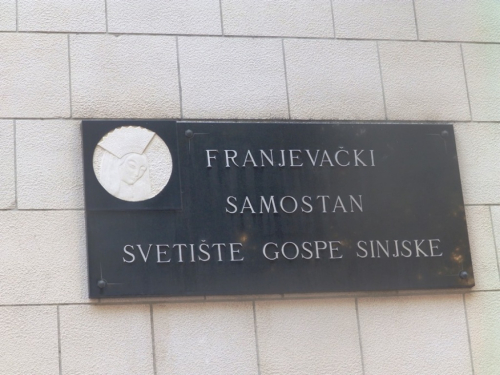 FRANJEVAČKI
SAMOSTAN
SVETIŠTE GOSPE SINJSKE